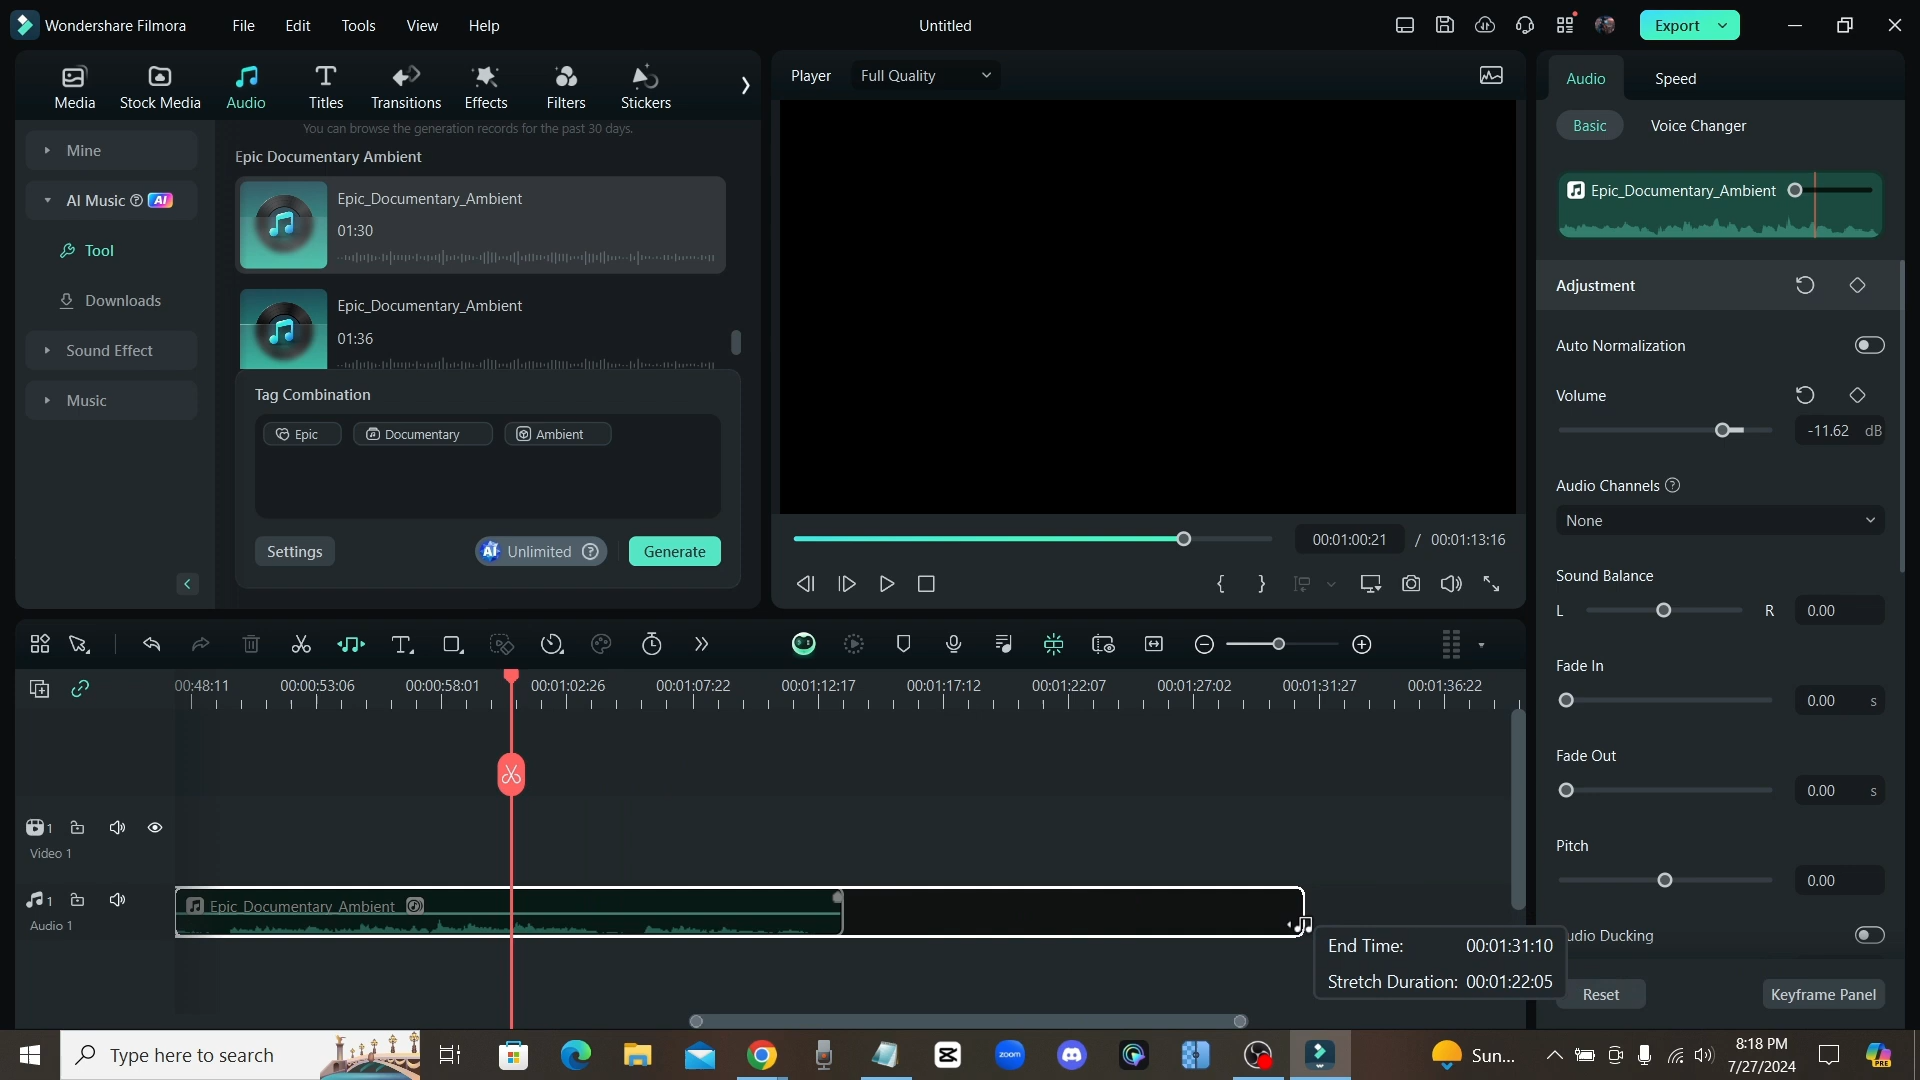 Wondershare Filmora
File
Edit
Tools
View
Help
Untitled
Export
Media
Stock Media
Audio
Titles
Transitions
Effects
Filters
Stickers
Player
Full Quality
Audio
Speed
Basic
Voice Changer
Mine
AI Music
AI
Tool
Downloads
Sound Effect
Music
You can browse the generation records for the past 30 days.
Epic Documentary Ambient
Epic_Documentary_Ambient
01:30
Epic_Documentary_Ambient
01:36
Tag Combination
Epic
Documentary
Ambient
Settings
AI Unlimited
Generate
00:01:00:21 / 00:01:13:16
Epic_Documentary_Ambient
Adjustment
Auto Normalization
Volume
-11.62 dB
Audio Channels
None
Sound Balance
L
R
0.00
Fade In
0.00 s
Fade Out
0.00 s
Pitch
0.00
udio Ducking
Reset
Keyframe Panel
00:48:11
00:00:53:06
00:00:58:01
00:01:02:26
00:01:07:22
00:01:12:17
00:01:17:12
00:01:22:07
00:01:27:02
00:01:31:27
00:01:36:22
1
Video 1
1
Audio 1
Epic Documentary Ambient
End Time: 00:01:31:10
Stretch Duration: 00:01:22:05
Type here to search
zoom
Sun...
8:18 PM
7/27/2024
PRE